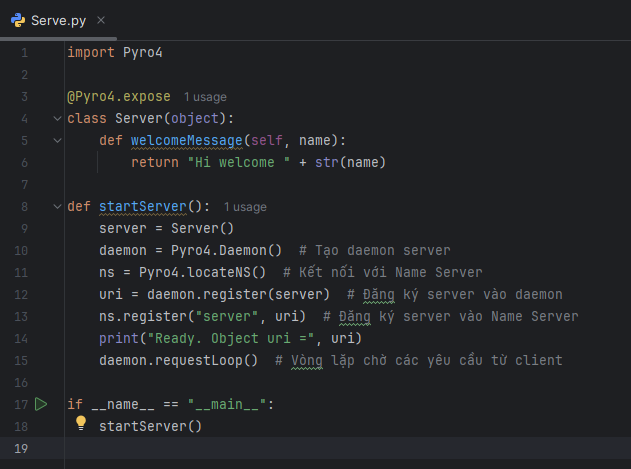 Serve.py ×
1 import Pyro4
2
3 @Pyro4.expose 1 usage
4 class Server(object):
5     def welcomeMessage(self, name):
6         return "Hi welcome " + str(name)
7
8 def startServer(): 1 usage
9     server = Server()
10     daemon = Pyro4.Daemon()  # Tạo daemon server
11     ns = Pyro4.locateNS()  # Kết nối với Name Server
12     uri = daemon.register(server)  # Đăng ký server vào daemon
13     ns.register("server", uri)  # Đăng ký server vào Name Server
14     print("Ready. Object uri =", uri)
15     daemon.requestLoop()  # Vòng lặp chờ các yêu cầu từ client
16
17 if __name__ == "__main__":
18     startServer()
19